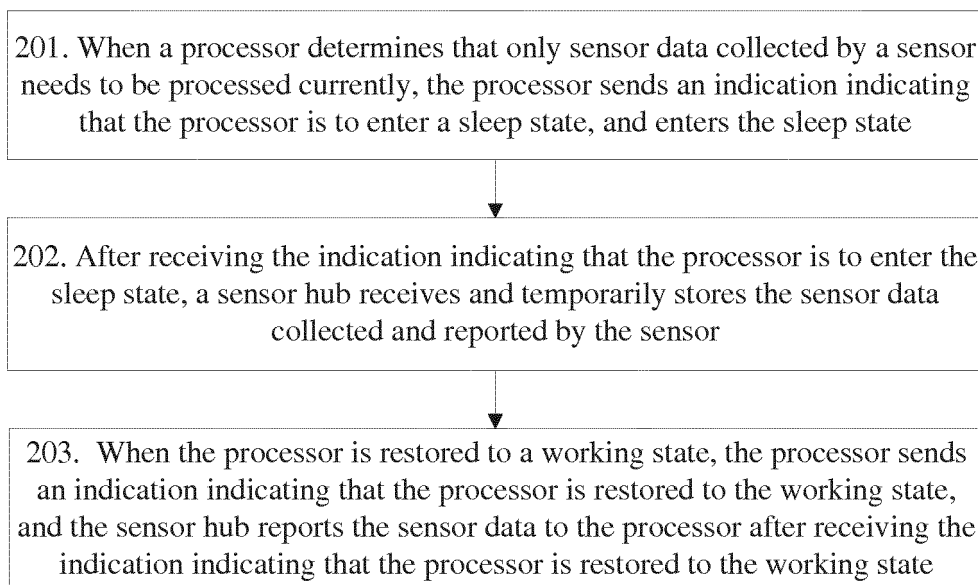 201. When a processor determines that only sensor data collected by a sensor
needs to be processed currently, the processor sends an indication indicating
that the processor is to enter a sleep state, and enters the sleep state
202. After receiving the indication indicating that the processor is to enter the
sleep state, a sensor hub receives and temporarily stores the sensor data
collected and reported by the sensor
203. When the processor is restored to a working state, the processor sends
an indication indicating that the processor is restored to the working state,
and the sensor hub reports the sensor data to the processor after receiving the
indication indicating that the processor is restored to the working state